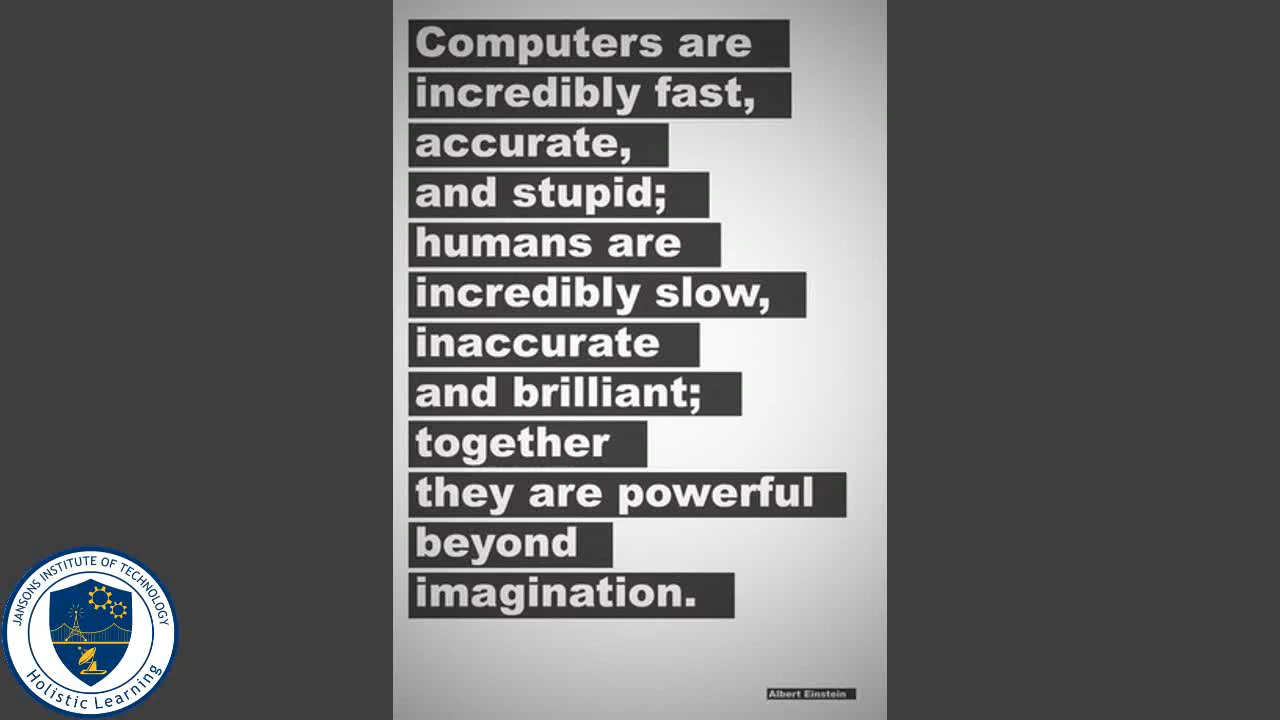 Computers are
incredibly fast,
accurate,
and stupid;
humans are
incredibly slow,
inaccurate
and brilliant;
together
they are powerful
beyond
imagination.
Albert Einstein
JANSONS INSTITUTE OF TECHNOLOGY
Holistic Learning